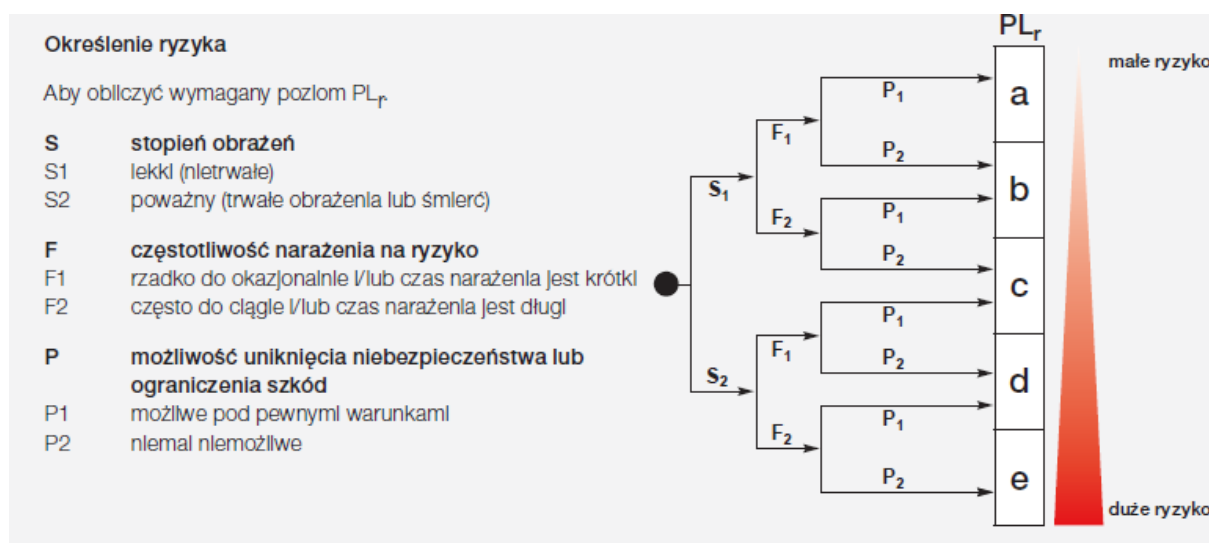 Określenie ryzyka
Aby obliczyć wymagany poziom PLr.
S stopień obrażeń
S1 lekki (nietrwałe)
S2 poważny (trwałe obrażenia lub śmierć)
F częstotliwość narażenia na ryzyko
F1 rzadko do okazjonalnie i/lub czas narażenia jest krótki
F2 często do ciągłe i/lub czas narażenia jest długi
P możliwość uniknięcia niebezpieczeństwa lub
ograniczenia szkód
P1 możliwe pod pewnymi warunkami
P2 niemal niemożliwe
PLr
małe ryzyko
P1
a
F1
P2
S1
b
F2
P1
P2
c
P1
F1
P2
S2
d
P1
F2
P2
e
duże ryzyko